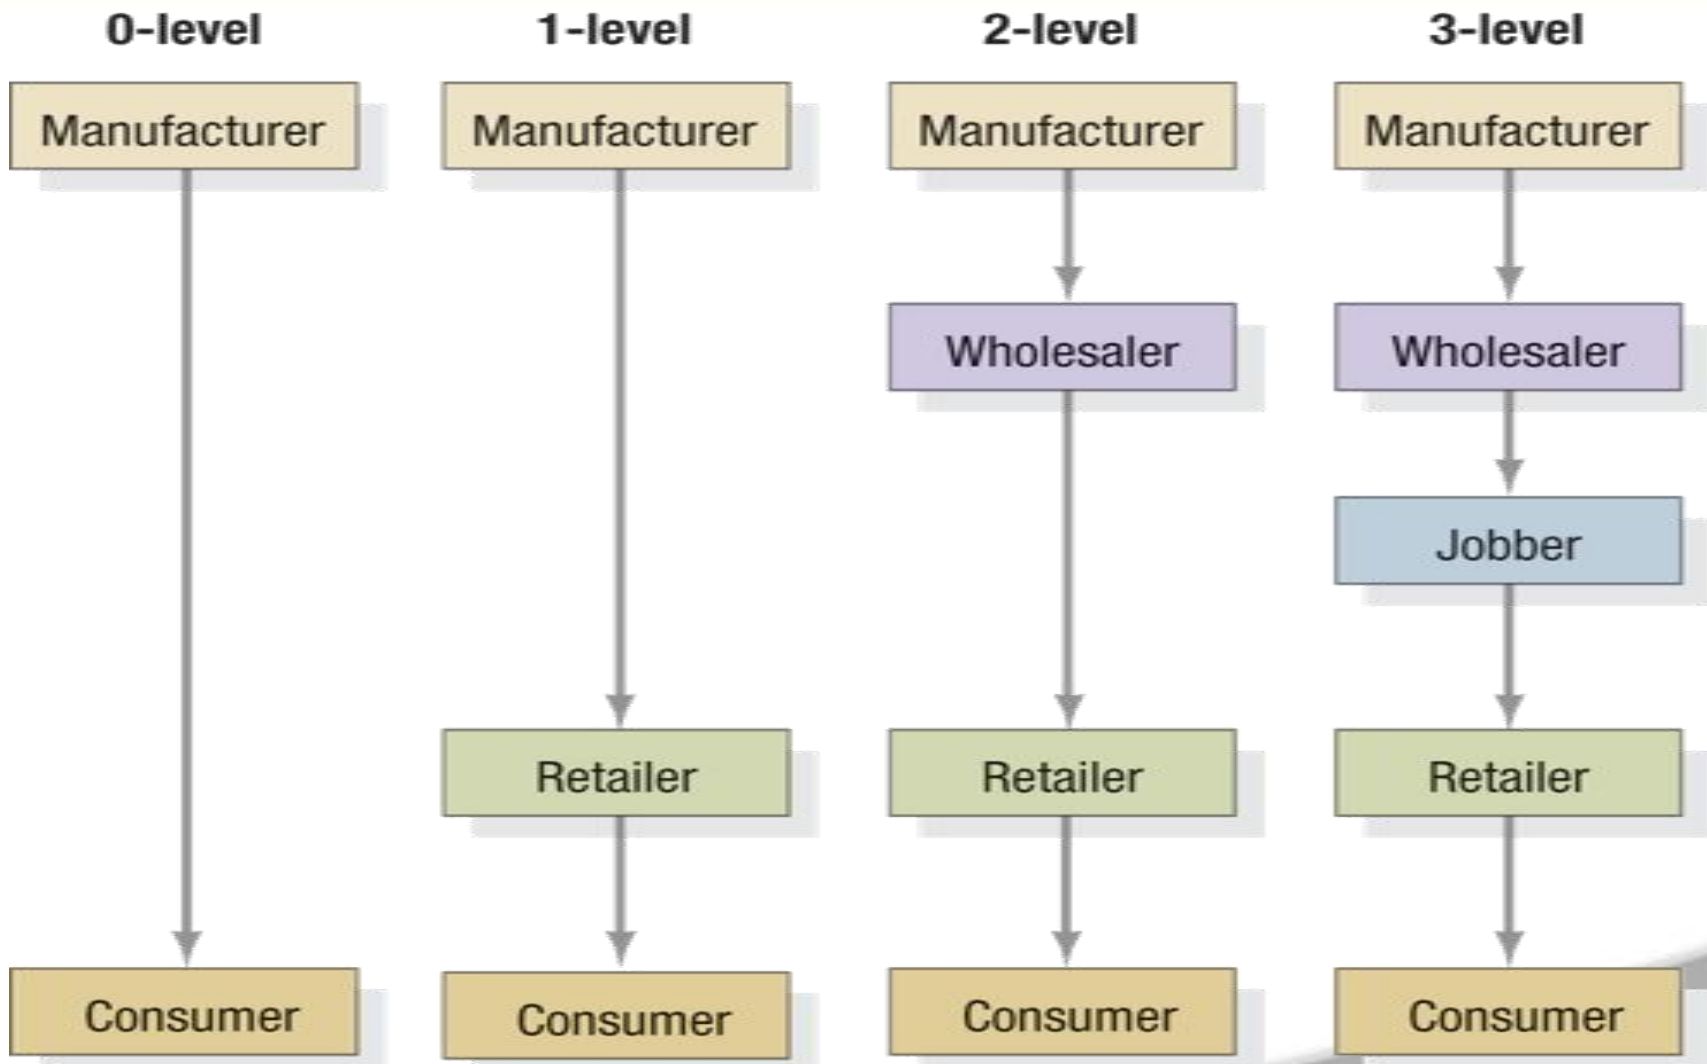 0-level 1-level 2-level 3-level
Manufacturer Manufacturer Manufacturer Manufacturer
Wholesaler Wholesaler
Jobber
Retailer Retailer Retailer
Consumer Consumer Consumer Consumer